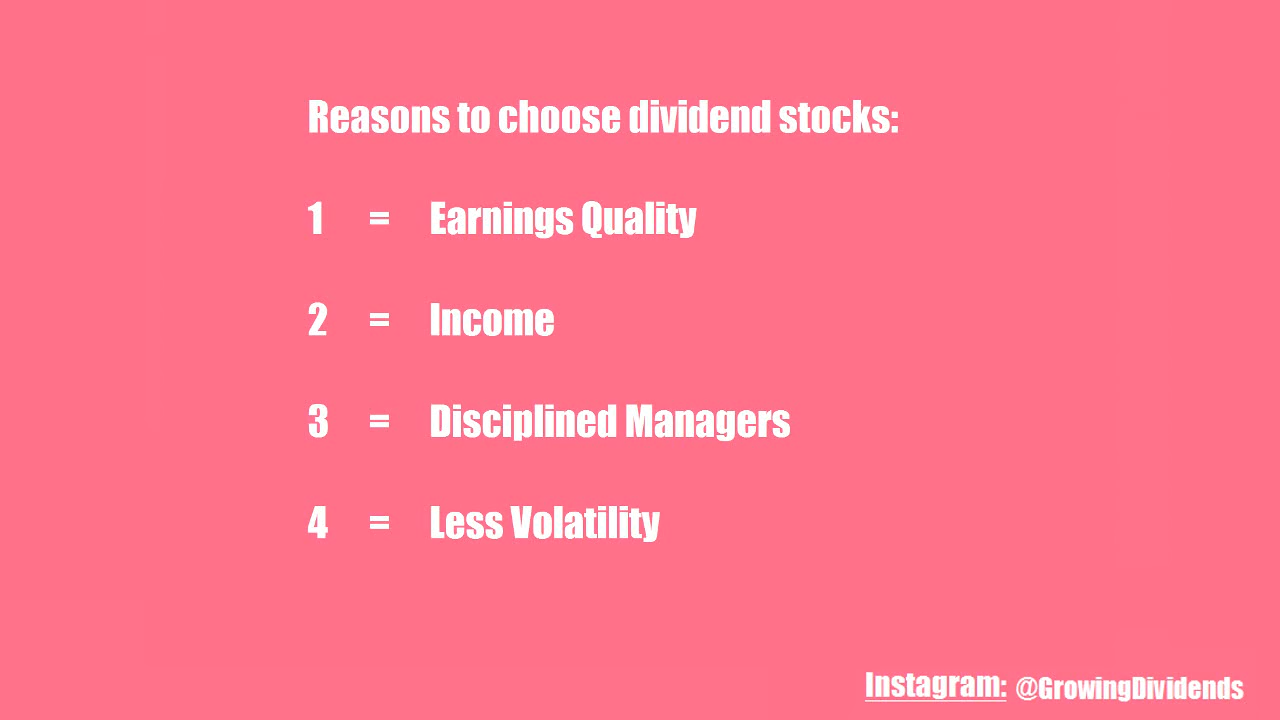 Reasons to choose dividend stocks:
1 = Earnings Quality
2 = Income
3 = Disciplined Managers
4 = Less Volatility
Instagram: @GrowingDividends